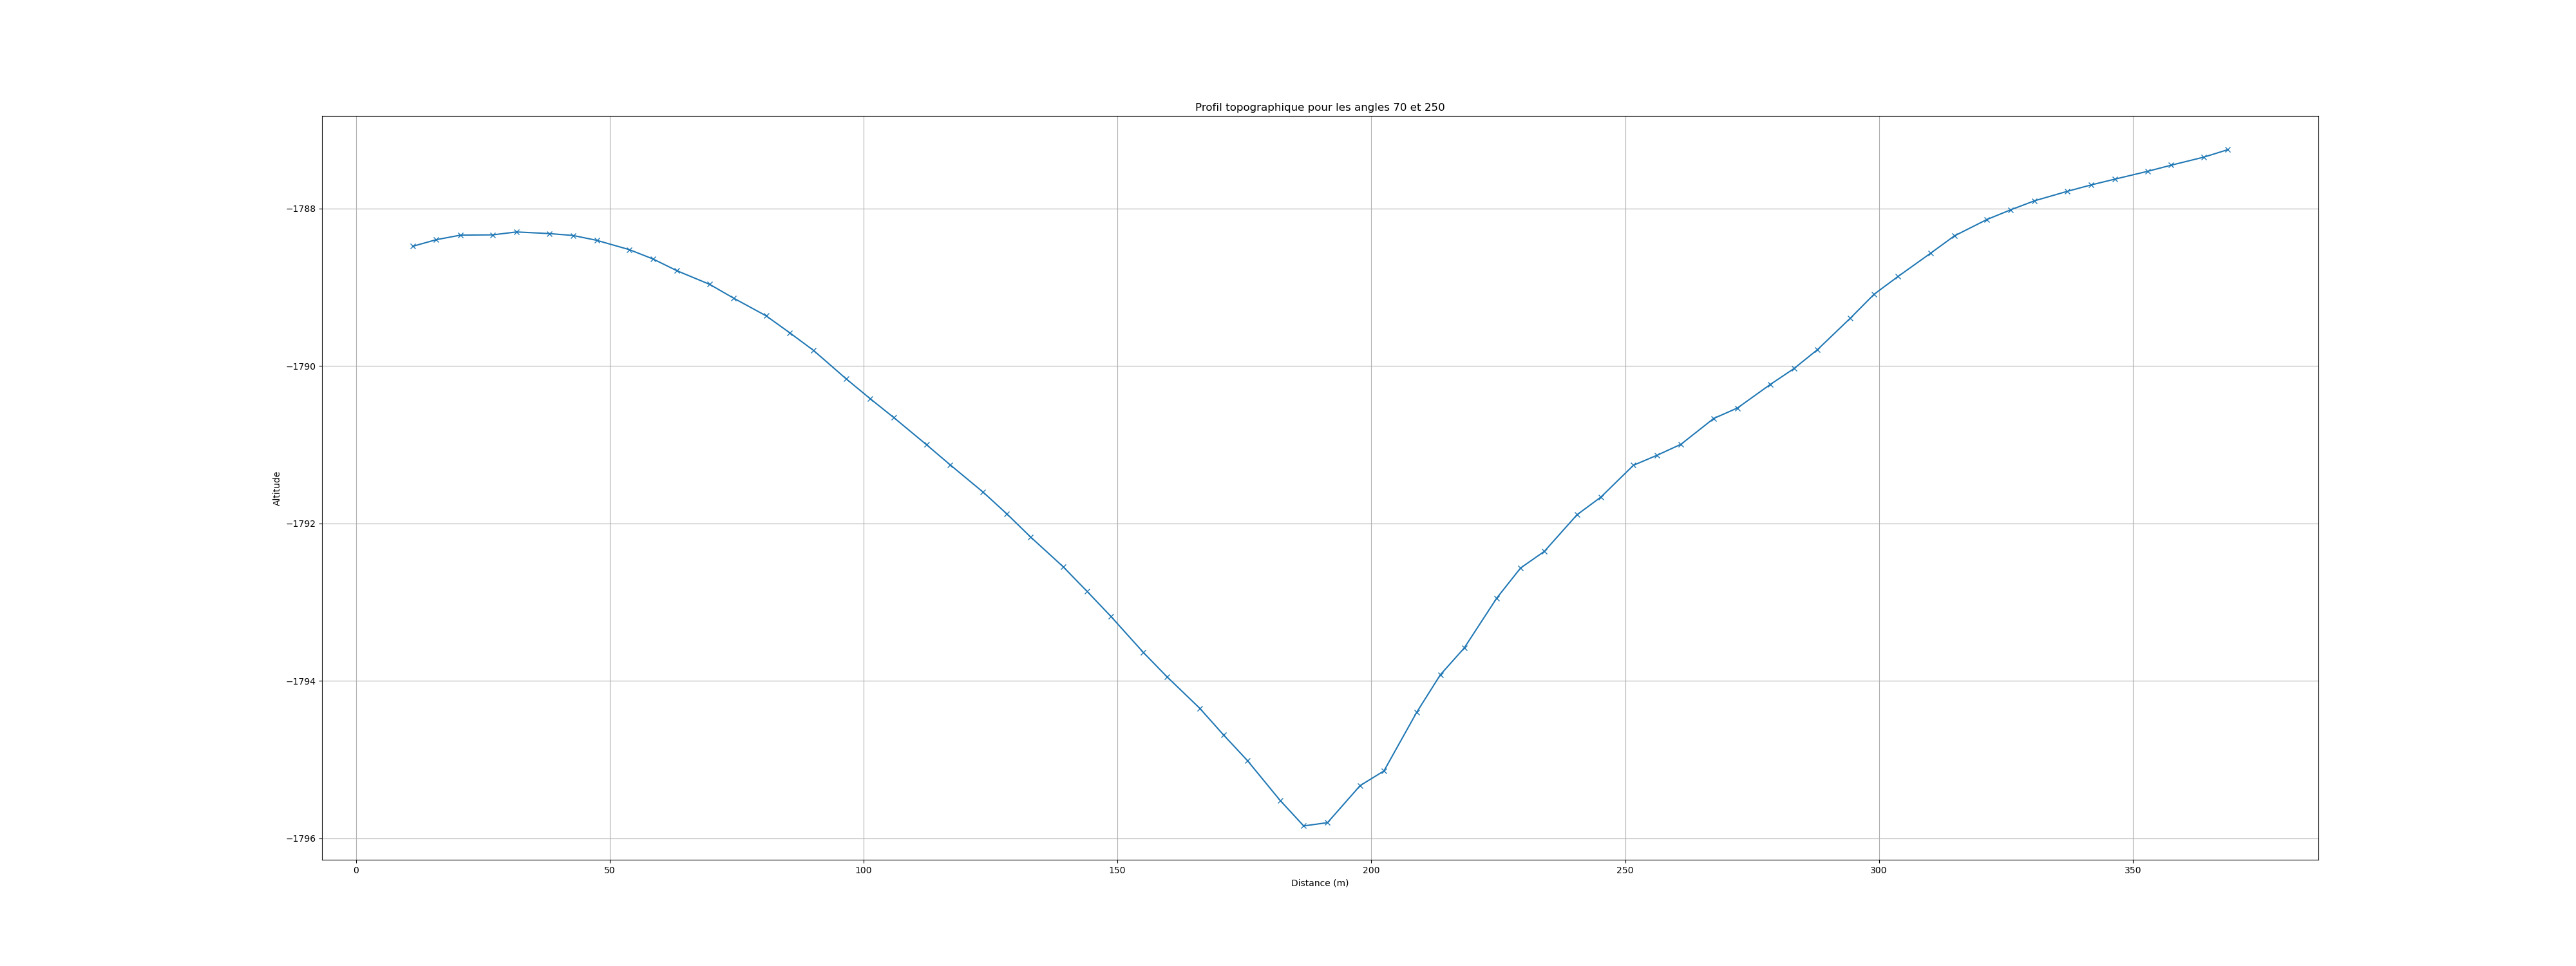 Profil topographique pour les angles 70 et 250
Altitude
−1788
−1790
−1792
−1794
−1796
0 50 100 150 200 250 300 350
Distance (m)